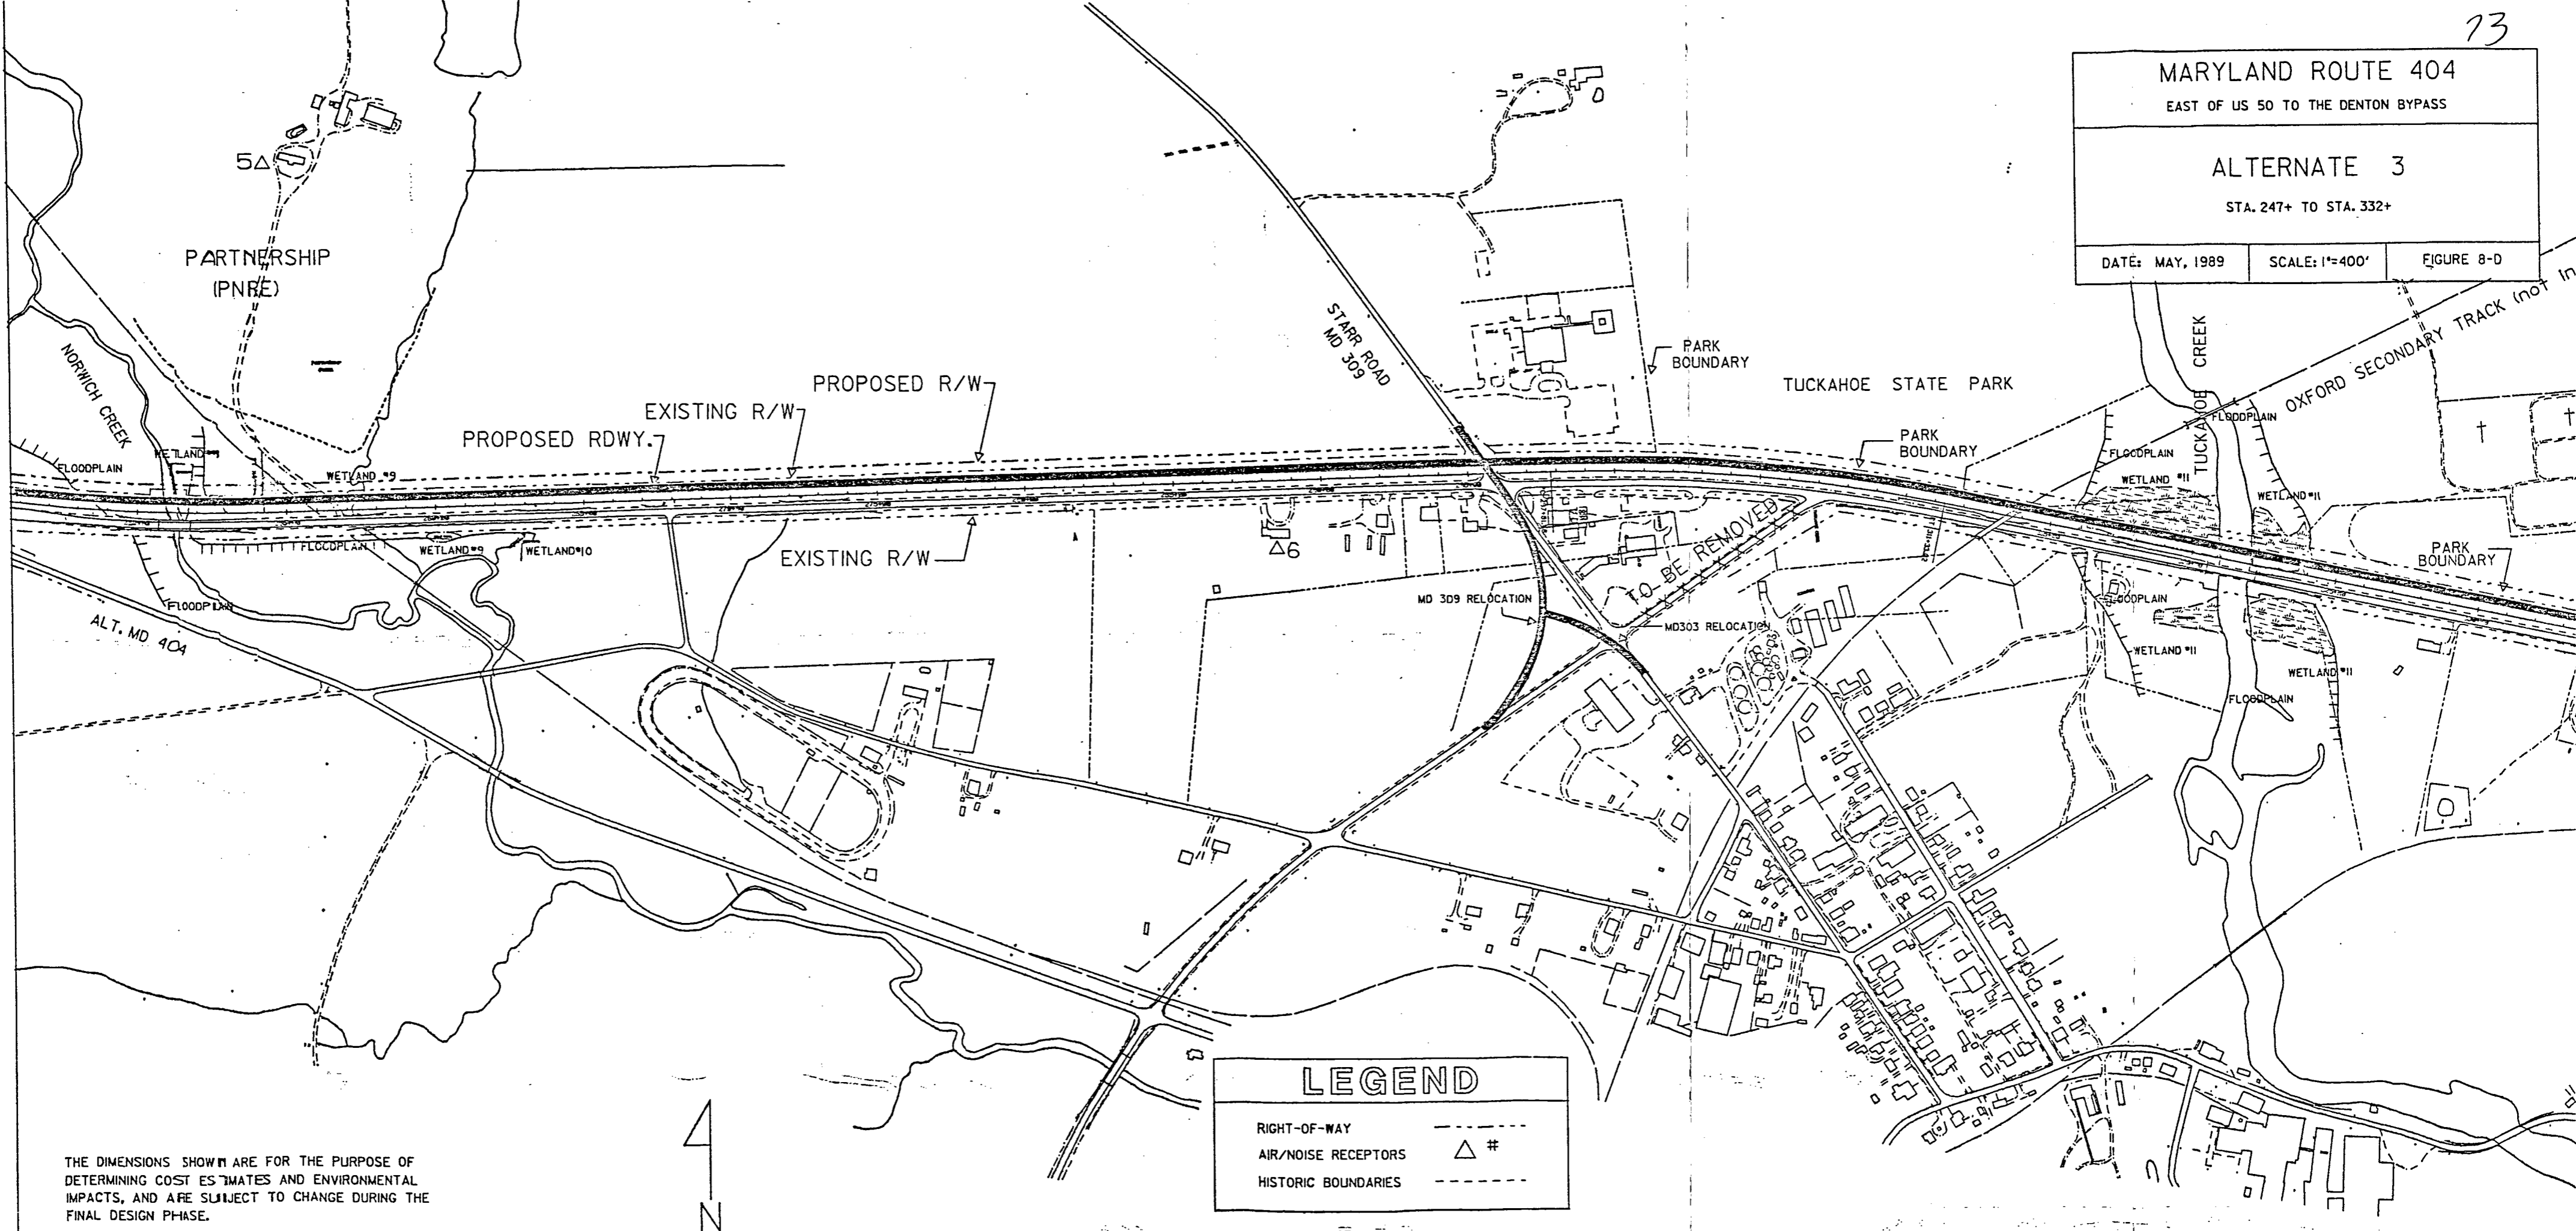 73
MARYLAND ROUTE 404
EAST OF US 50 TO THE DENTON BYPASS
ALTERNATE 3
STA. 247+ TO STA. 332+
DATE: MAY, 1989
SCALE: 1"=400'
FIGURE 8-D
5
PARTNERSHIP
(PNRE)
NORWICH CREEK
STARR ROAD
MD 309
PARK
BOUNDARY
TUCKAHOE STATE PARK
TUCKAHOE CREEK
OXFORD SECONDARY TRACK (not In
PROPOSED R/W
EXISTING R/W
PROPOSED RDWY.
PARK
BOUNDARY
FLOODPLAIN
FLOODPLAIN
WETLAND
FLOODPLAIN
WETLAND #9
WETLAND #11
WETLAND #11
FLOODPLAIN
WETLAND #9
WETLAND #10
EXISTING R/W
6
TO BE REMOVED
PARK
BOUNDARY
FLOODPLAIN
MD 309 RELOCATION
FLOODPLAIN
ALT. MD 404
MD303 RELOCATION
WETLAND #11
WETLAND #11
FLOODPLAIN
LEGEND
RIGHT-OF-WAY
AIR/NOISE RECEPTORS #
HISTORIC BOUNDARIES
THE DIMENSIONS SHOWN ARE FOR THE PURPOSE OF
DETERMINING COST ESTIMATES AND ENVIRONMENTAL
IMPACTS, AND ARE SUBJECT TO CHANGE DURING THE
FINAL DESIGN PHASE.
N